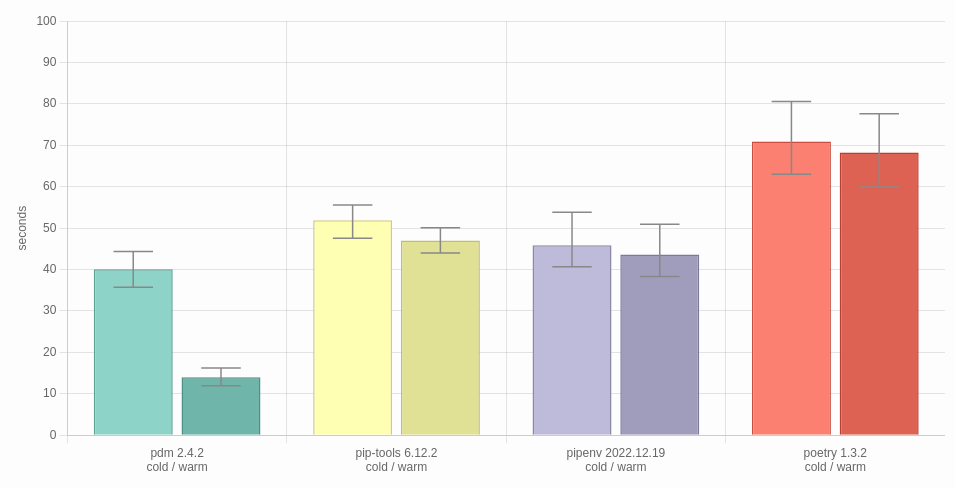 100
90
80
70
60
50
40
30
20
10
0
seconds
pdm 2.4.2
cold / warm
pip-tools 6.12.2
cold / warm
pipenv 2022.12.19
cold / warm
poetry 1.3.2
cold / warm